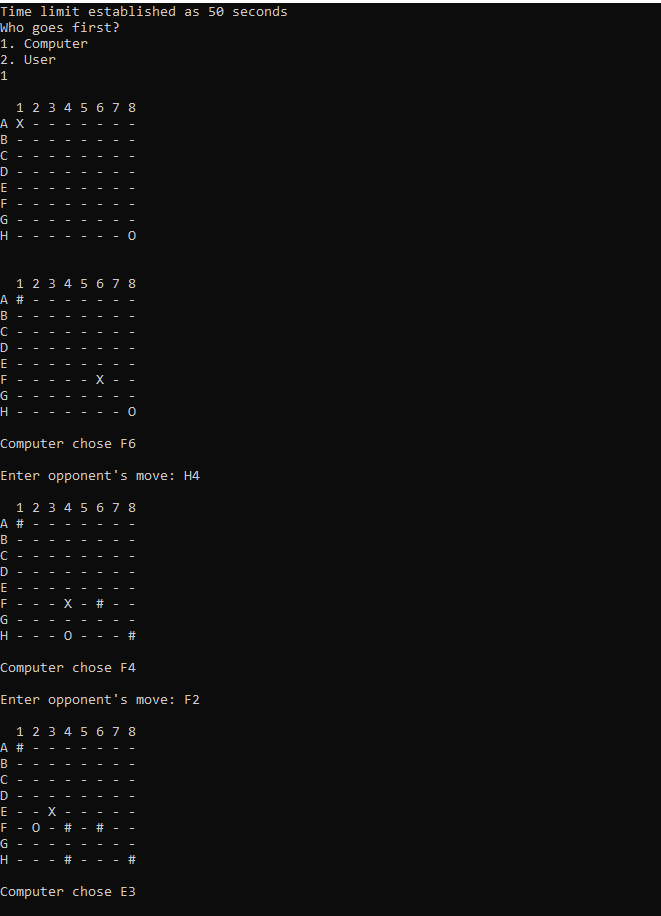 Time limit established as 50 seconds
Who goes first?
1. Computer
2. User
1
  1 2 3 4 5 6 7 8
A X - - - - - - -
B - - - - - - - -
C - - - - - - - -
D - - - - - - - -
E - - - - - - - -
F - - - - - - - -
G - - - - - - - -
H - - - - - - - O
  1 2 3 4 5 6 7 8
A # - - - - - - -
B - - - - - - - -
C - - - - - - - -
D - - - - - - - -
E - - - - - - - -
F - - - - - X - -
G - - - - - - - -
H - - - - - - - O
Computer chose F6
Enter opponent's move: H4
  1 2 3 4 5 6 7 8
A # - - - - - - -
B - - - - - - - -
C - - - - - - - -
D - - - - - - - -
E - - - - - - - -
F - - - X - # - -
G - - - - - - - -
H - - - O - - - #
Computer chose F4
Enter opponent's move: F2
  1 2 3 4 5 6 7 8
A # - - - - - - -
B - - - - - - - -
C - - - - - - - -
D - - - - - - - -
E - - X - - - - -
F - O - # - # - -
G - - - - - - - -
H - - - # - - - #
Computer chose E3